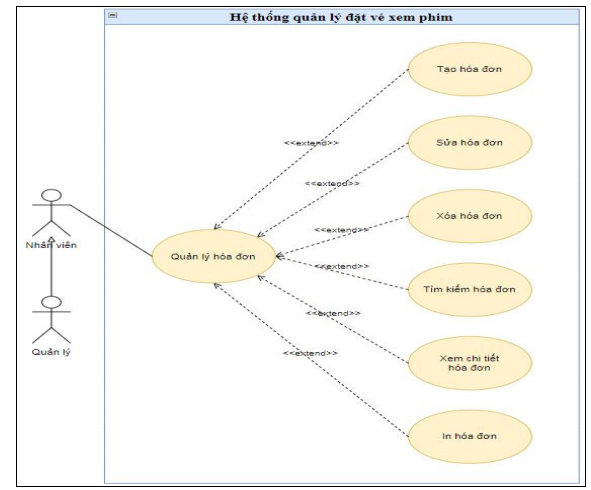 Hệ thống quản lý đặt vé xem phim
Tạo hóa đơn
<<extend>>
Sửa hóa đơn
<<extend>>
Xóa hóa đơn
<<extend>>
Nhân viên
Quản lý hóa đơn
<<extend>>
Tìm kiếm hóa đơn
<<extend>>
Quản lý
<<extend>>
Xem chi tiết
hóa đơn
In hóa đơn